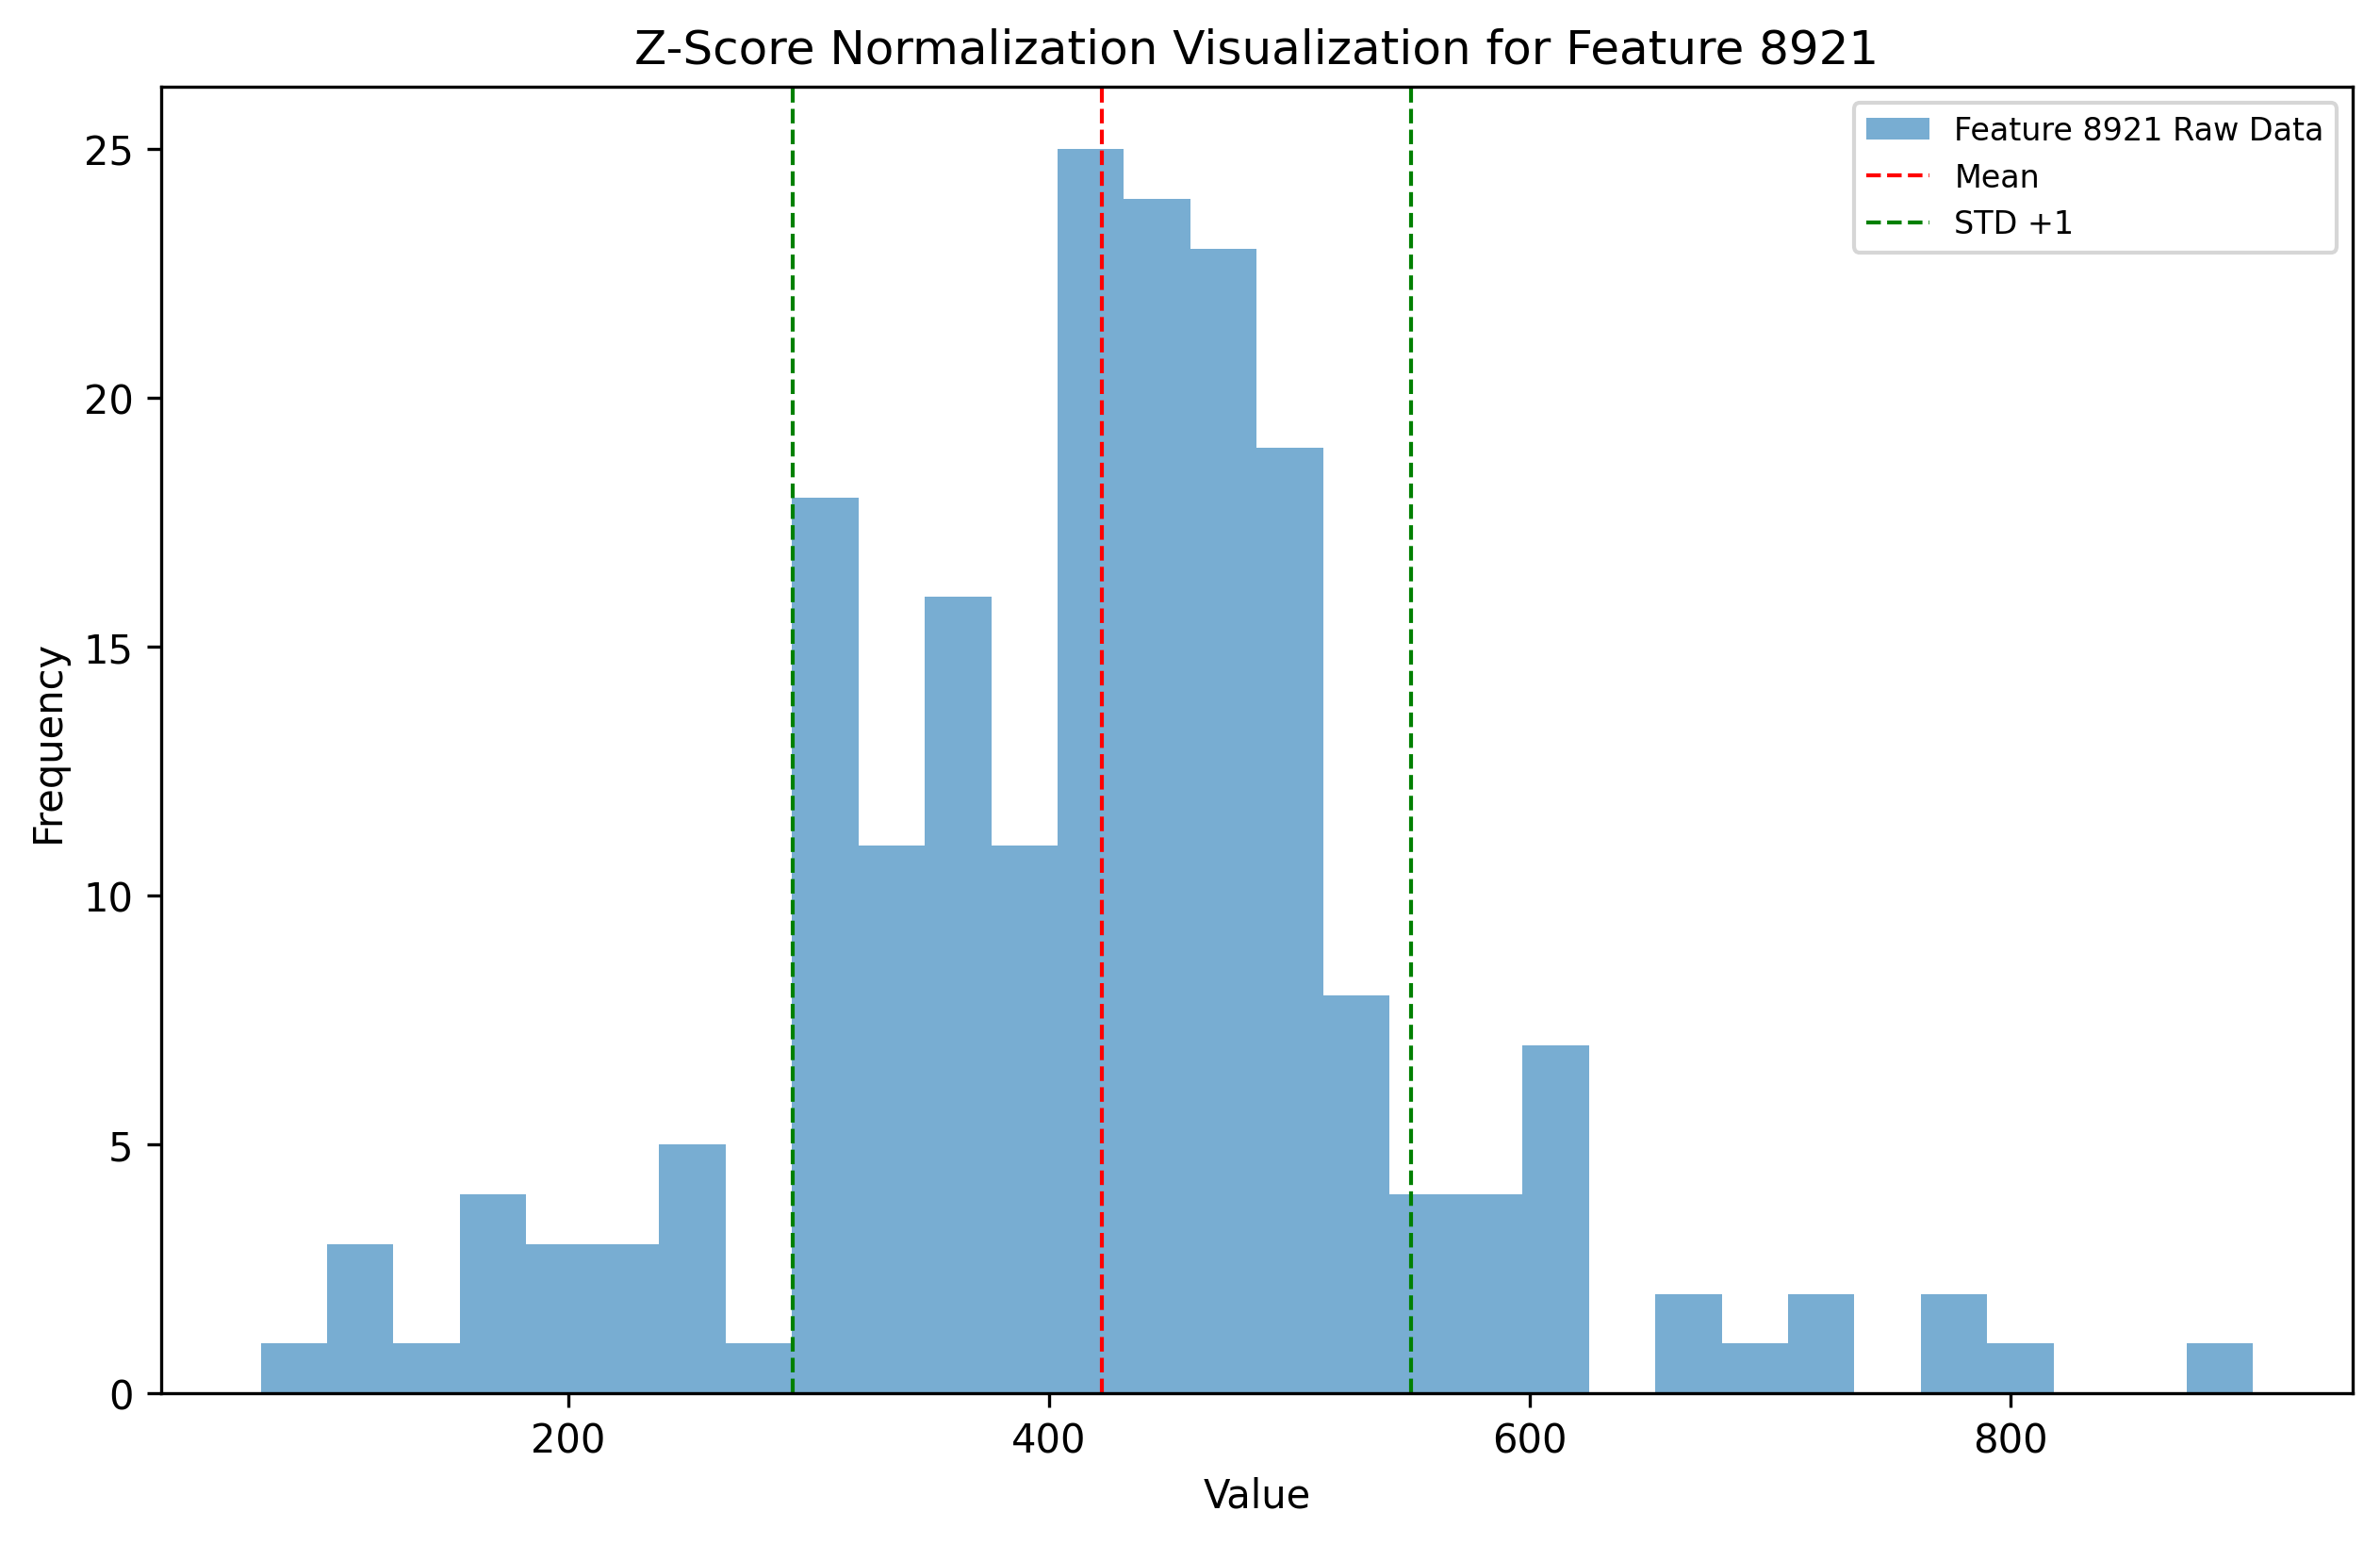 Z-Score Normalization Visualization for Feature 8921
Feature 8921 Raw Data
Mean
STD +1
25
20
15
10
5
0
Frequency
200 400 600 800
Value